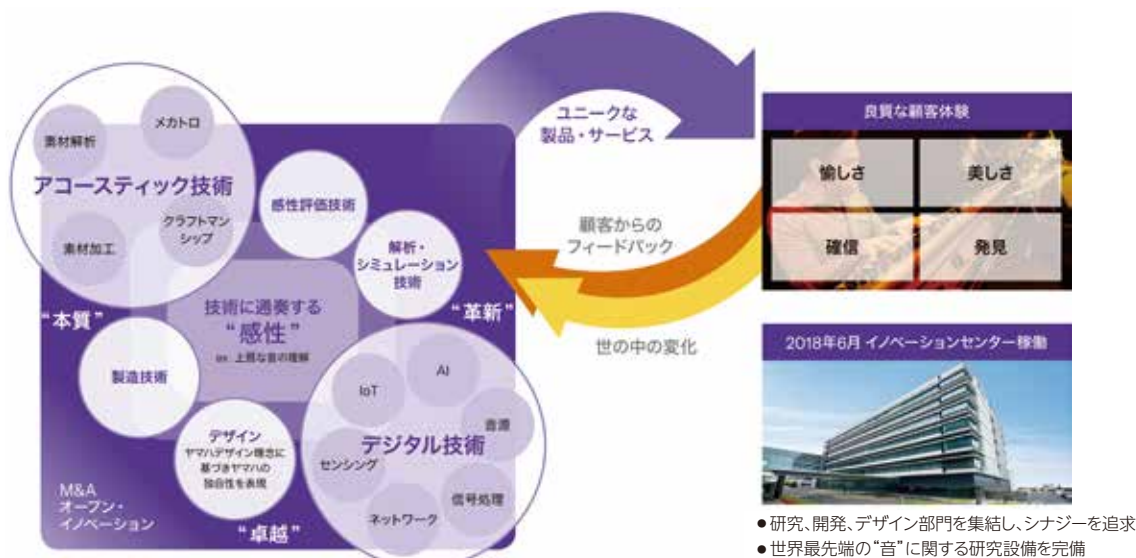 素材解析
メカトロ
アコースティック技術
素材加工
クラフトマン
シップ
感性評価技術
解析・
シミュレーション
技術
技術に通奏する
“感性”
ex. 上質な音の理解
“本質”
“革新”
製造技術
デザイン
ヤマハデザイン理念に
基づきヤマハの
独自性を表現
IoT
AI
音源
デジタル技術
センシング
信号処理
ネットワーク
M&A
オープン・
イノベーション
“卓越”
ユニークな
製品・サービス
顧客からの
フィードバック
世の中の変化
良質な顧客体験
愉しさ
美しさ
確信
発見
2018年6月 イノベーションセンター稼働
●研究、開発、デザイン部門を集結し、シナジーを追求
●世界最先端の“音”に関する研究設備を完備